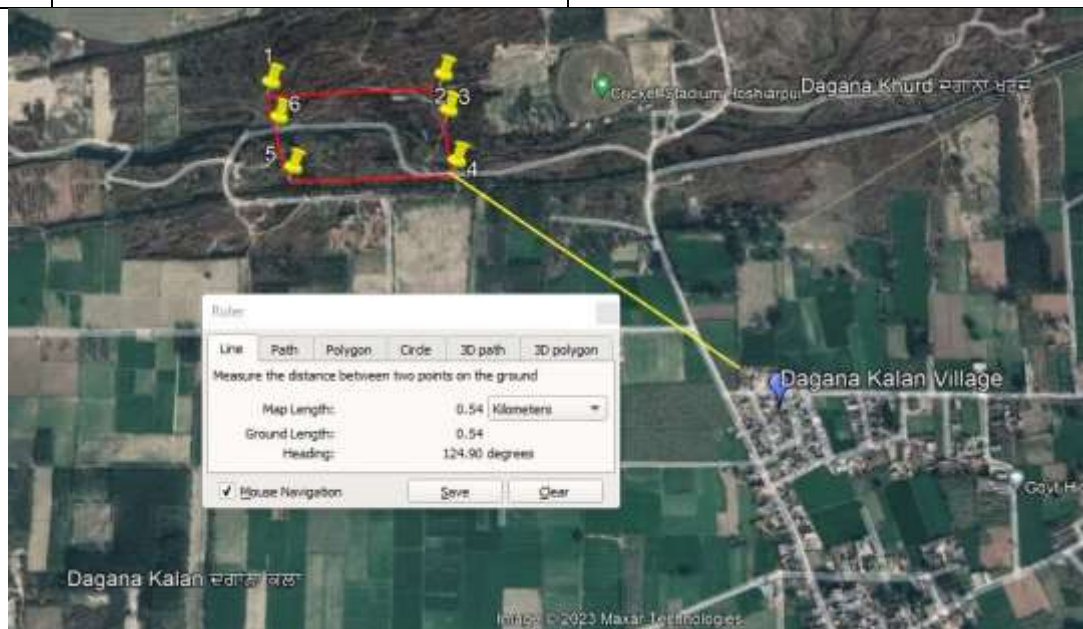 1
2 3
6
Cricket Stadium Hoshiarpur
Dagana Khurd ਦਗਾਨਾ ਖੁਰਦ
5
4
Ruler
Line Path Polygon Circle 3D path 3D polygon
Measure the distance between two points on the ground
Map Length: 0.54 Kilometers
Ground Length: 0.54
Heading: 124.90 degrees
Mouse Navigation Save Clear
Dagana Kalan Village
Govt H
Dagana Kalan ਦਗਾਨਾ ਕਲਾਂ
Image © 2023 Maxar Technologies